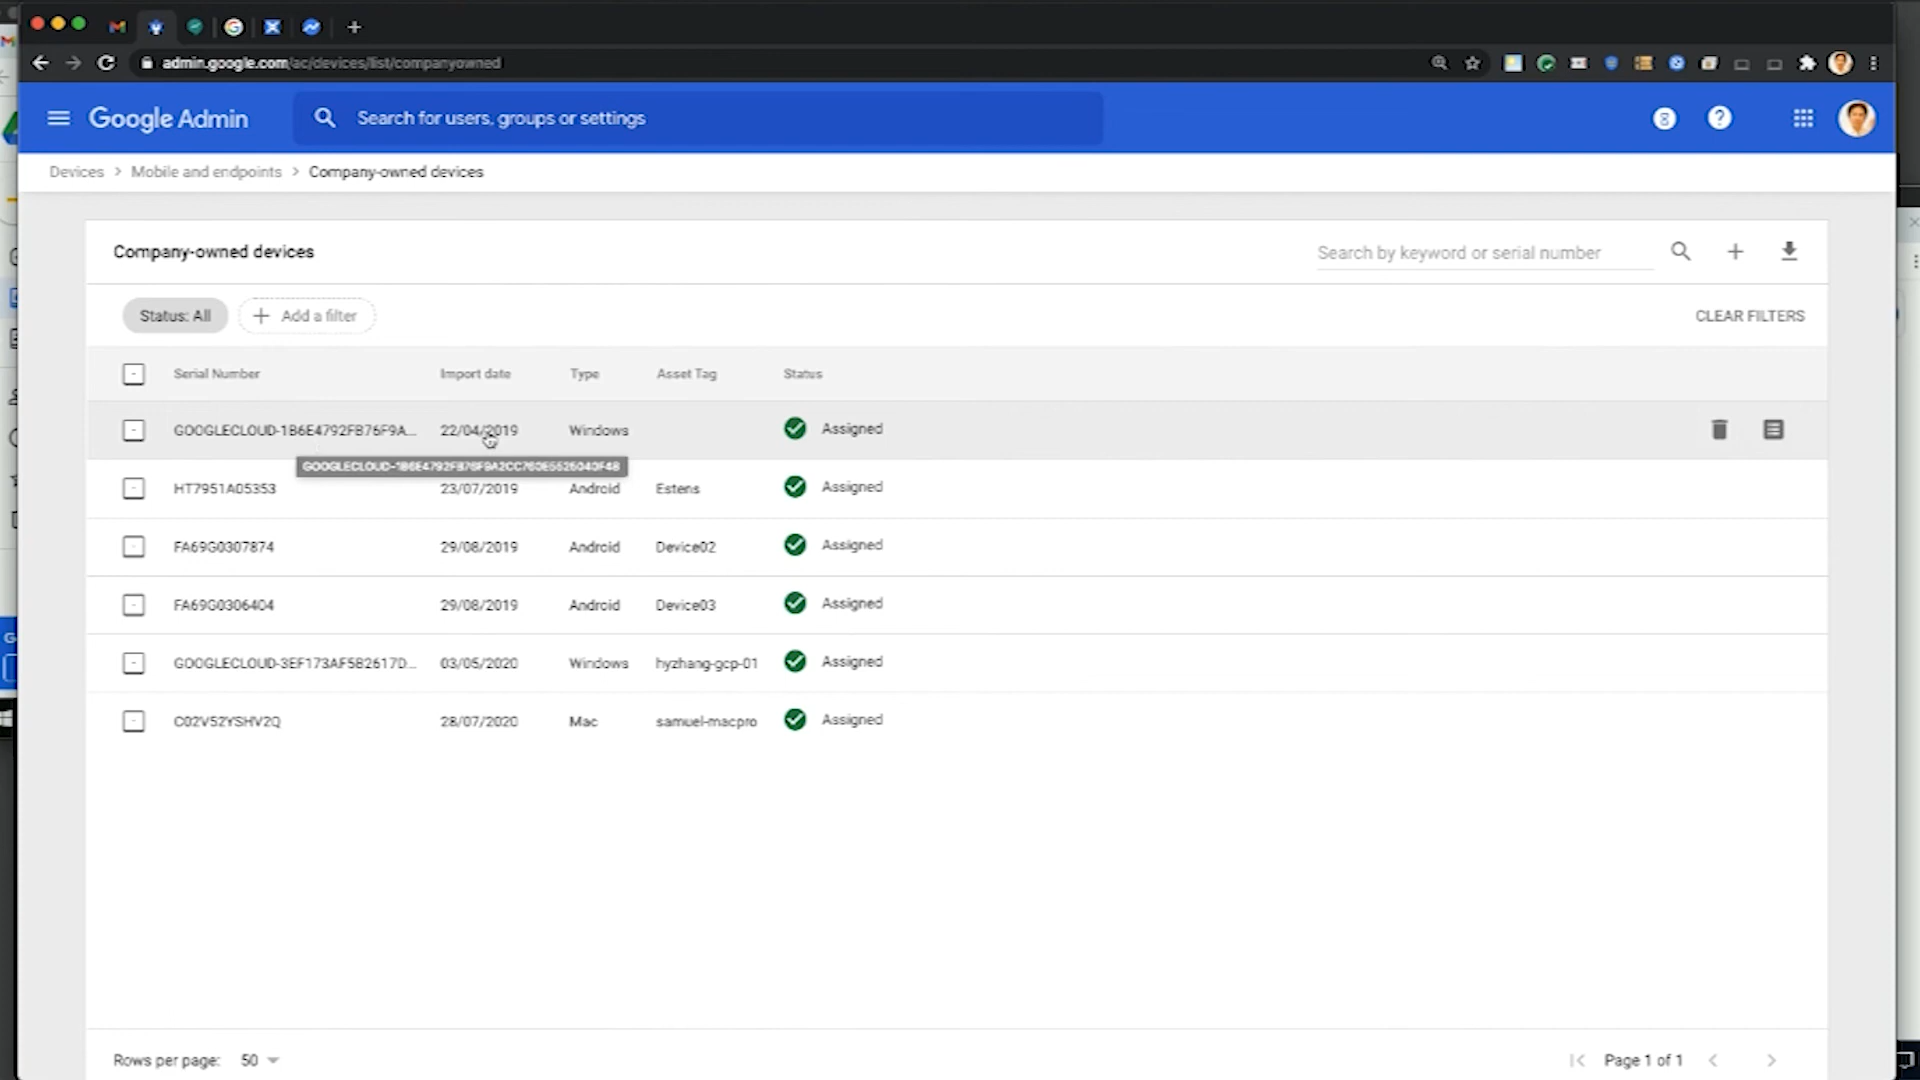 admin.google.com/ac/devices/list/companyowned
Google Admin
Search for users, groups or settings
Devices > Mobile and endpoints > Company-owned devices
Company-owned devices
Search by keyword or serial number
Status: All
Add a filter
CLEAR FILTERS
Serial Number Import date Type Asset Tag Status
GOOGLECLOUD-1B6E4792FB76F9A... 22/04/2019 Windows Assigned
HT7951A05353 23/07/2019 Android Estens Assigned
FA69G0307874 29/08/2019 Android Device02 Assigned
FA69G0306404 29/08/2019 Android Device03 Assigned
GOOGLECLOUD-3EF173AF5B2617D... 03/05/2020 Windows hyzhang-gcp-01 Assigned
C02V52YSHV2Q 28/07/2020 Mac samuel-macpro Assigned
Rows per page: 50
Page 1 of 1